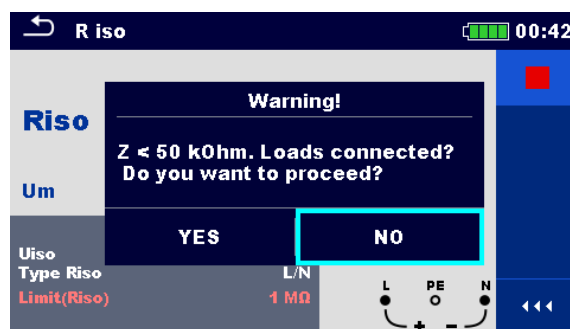 R iso
00:42
Warning!
Riso
Z < 50 kOhm. Loads connected?
Do you want to proceed?
Um
YES
NO
Uiso
Type Riso L/N
Limit(Riso) 1 MΩ
L PE N
+ -